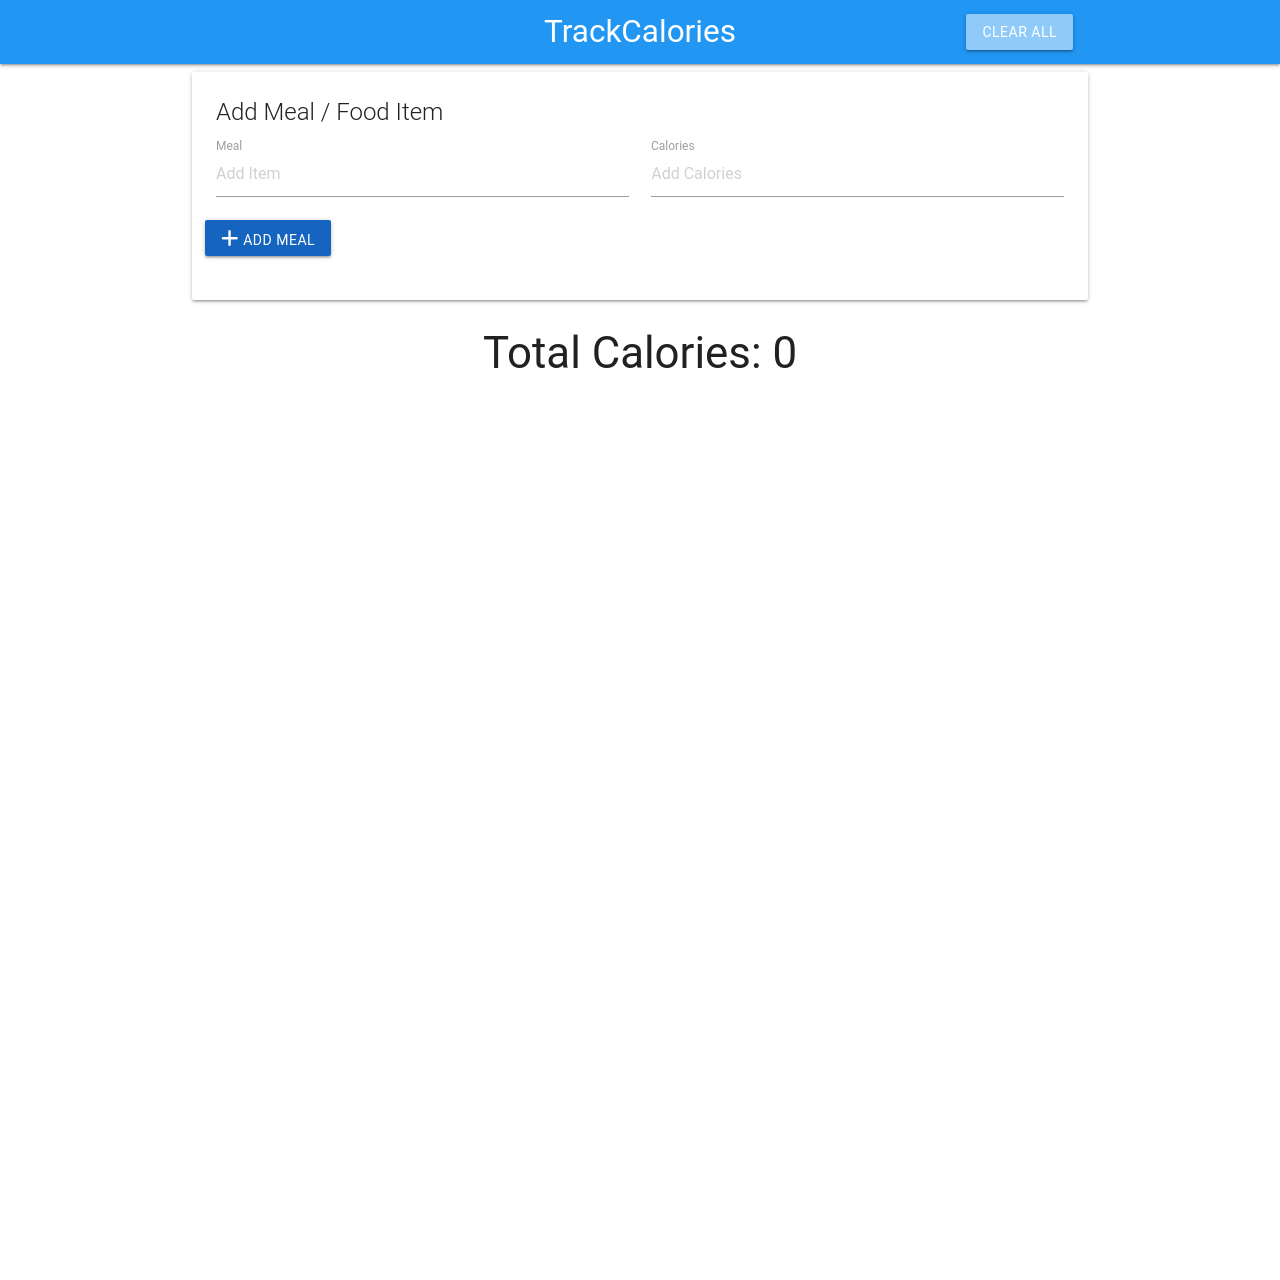 TrackCalories
CLEAR ALL
Add Meal / Food Item
Meal
Calories
Add Item
Add Calories
ADD MEAL
Total Calories: 0